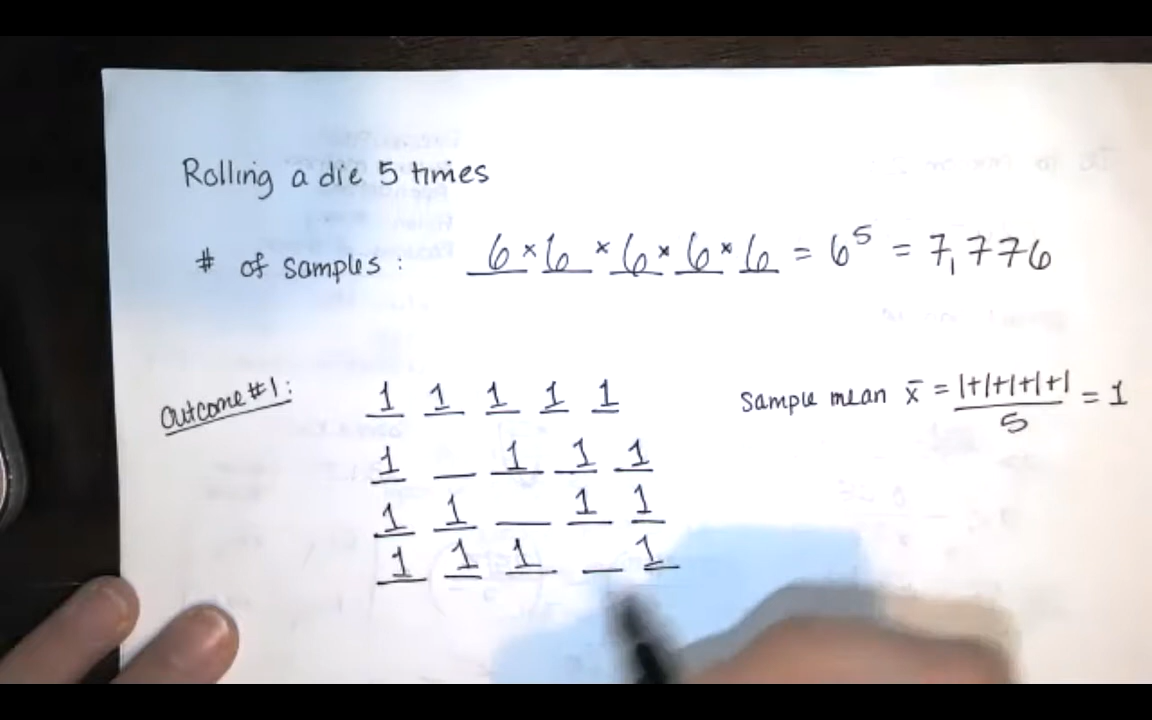 Rolling a die 5 times
# of samples: 6 × 6 × 6 × 6 × 6 = 6⁵ = 7,776
Outcome #1: 1 1 1 1 1 Sample mean x̄ = 1+1+1+1+1 / 5 = 1
1 _ 1 1 1
1 1 _ 1 1
1 1 1 _ 1